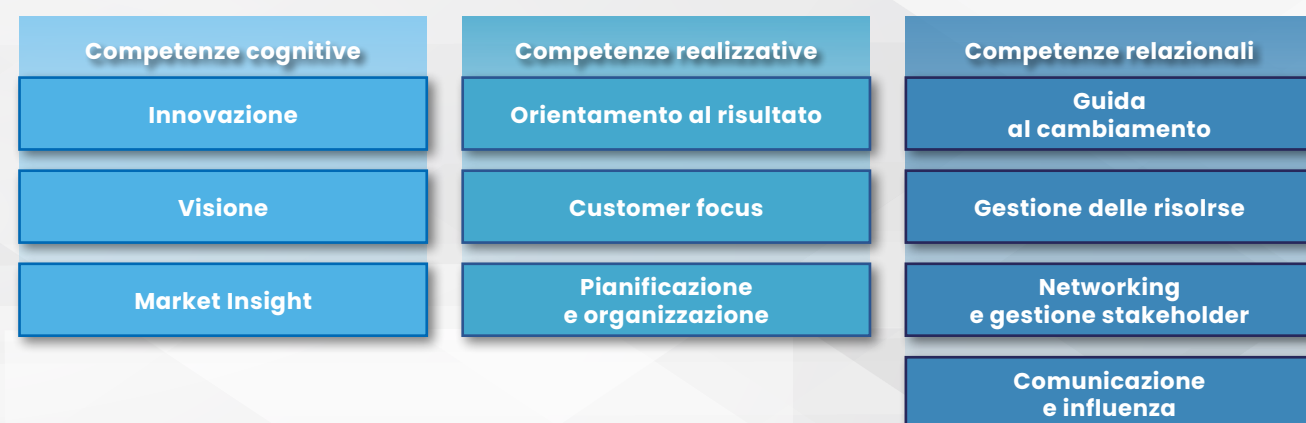 Competenze cognitive
Innovazione
Visione
Market Insight
Competenze realizzative
Orientamento al risultato
Customer focus
Pianificazione
e organizzazione
Competenze relazionali
Guida
al cambiamento
Gestione delle risolrse
Networking
e gestione stakeholder
Comunicazione
e influenza